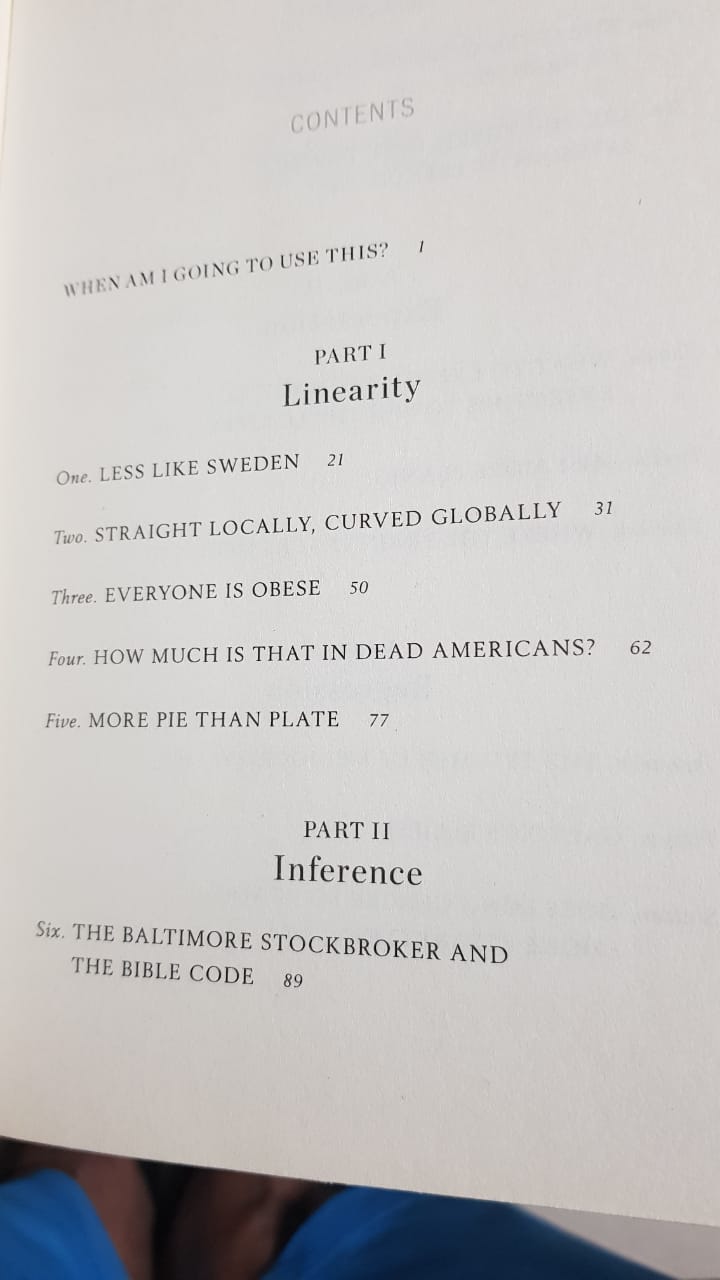 CONTENTS
WHEN AM I GOING TO USE THIS? 1
PART I
Linearity
One. LESS LIKE SWEDEN 21
Two. STRAIGHT LOCALLY, CURVED GLOBALLY 31
Three. EVERYONE IS OBESE 50
Four. HOW MUCH IS THAT IN DEAD AMERICANS? 62
Five. MORE PIE THAN PLATE 77
PART II
Inference
Six. THE BALTIMORE STOCKBROKER AND
THE BIBLE CODE 89